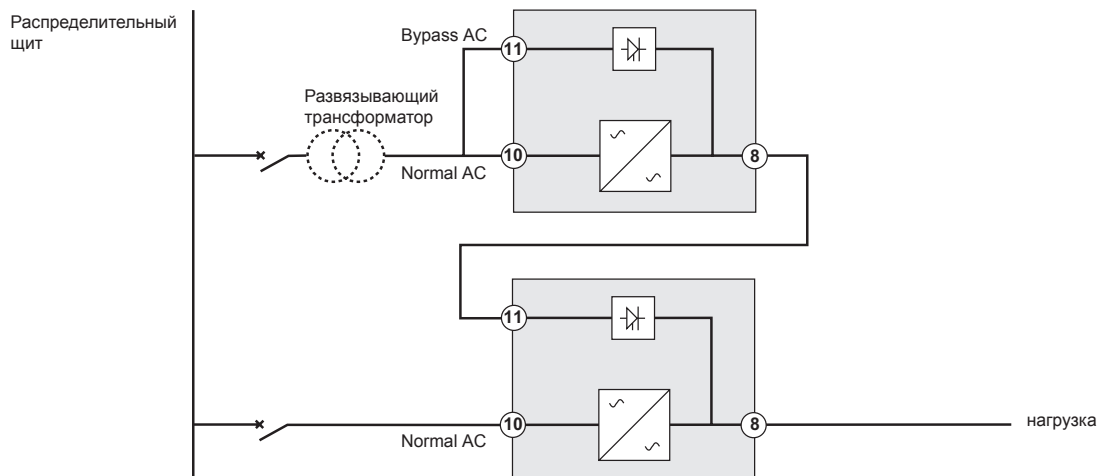 Распределительный
щит
Bypass AC
11
Развязывающий
трансформатор
10
8
Normal AC
11
10
8
нагрузка
Normal AC